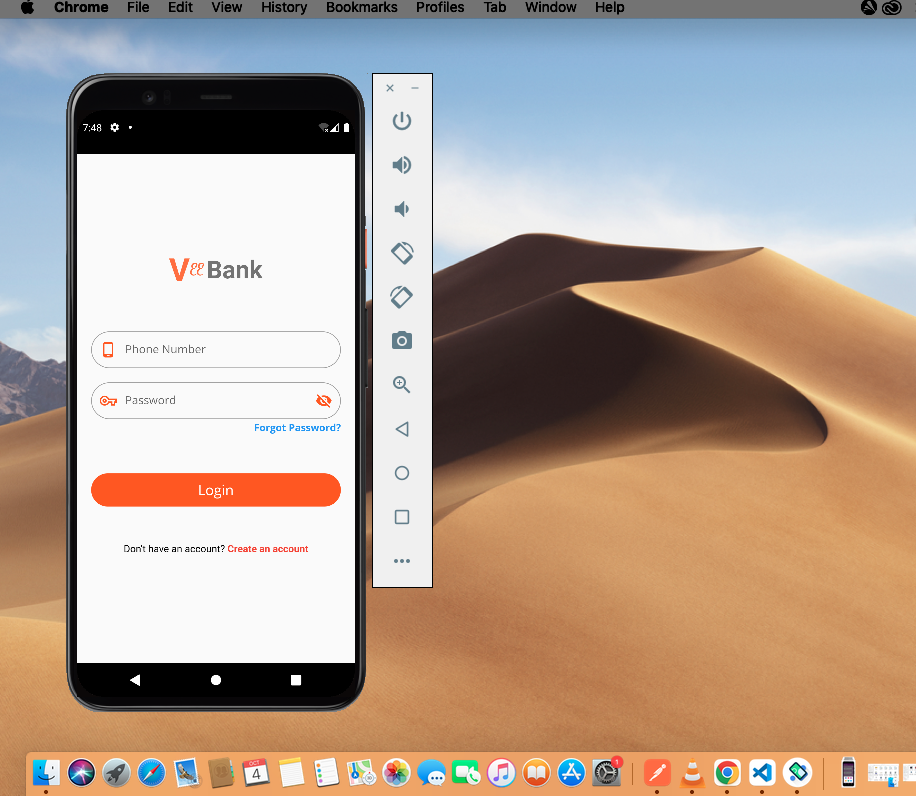 Chrome File Edit View History Bookmarks Profiles Tab Window Help
7:48
VeeBank
Phone Number
Password
Forgot Password?
Login
Don't have an account? Create an account
4
1